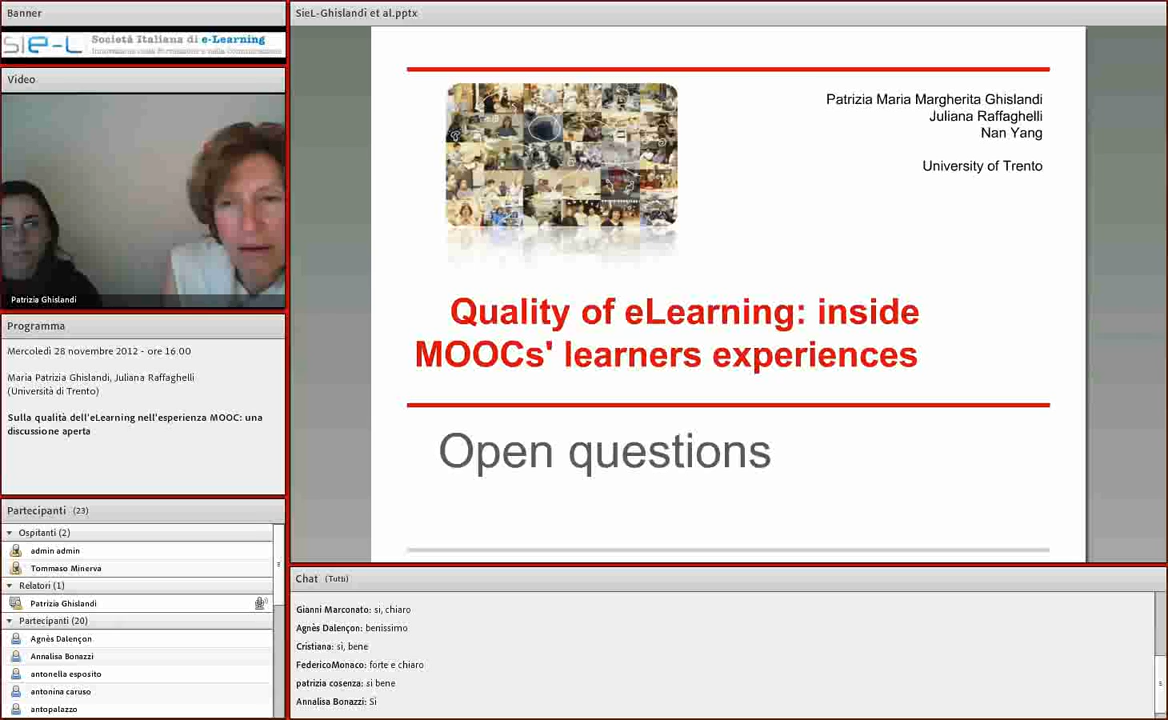 Banner
SIe-L Società Italiana di e-Learning
Video
Patrizia Ghislandi
Programma
Mercoledì 28 novembre 2012 - ore 16:00
Maria Patrizia Ghislandi, Juliana Raffaghelli
(Università di Trento)
Sulla qualità dell'eLearning nell'esperienza MOOC: una
discussione aperta
Partecipanti (23)
Ospitanti (2)
admin admin
Tommaso Minerva
Relatori (1)
Patrizia Ghislandi
Partecipanti (20)
Agnès Dalençon
Annalisa Bonazzi
antonella esposito
antonina caruso
antopalazzo
SieL-Ghislandi et al.pptx
Patrizia Maria Margherita Ghislandi
Juliana Raffaghelli
Nan Yang
University of Trento
Quality of eLearning: inside
MOOCs' learners experiences
Open questions
Chat (Tutti)
Gianni Marconato: si, chiaro
Agnès Dalençon: benissimo
Cristiana: sì, bene
FedericoMonaco: forte e chiaro
patrizia cosenza: si bene
Annalisa Bonazzi: Sì